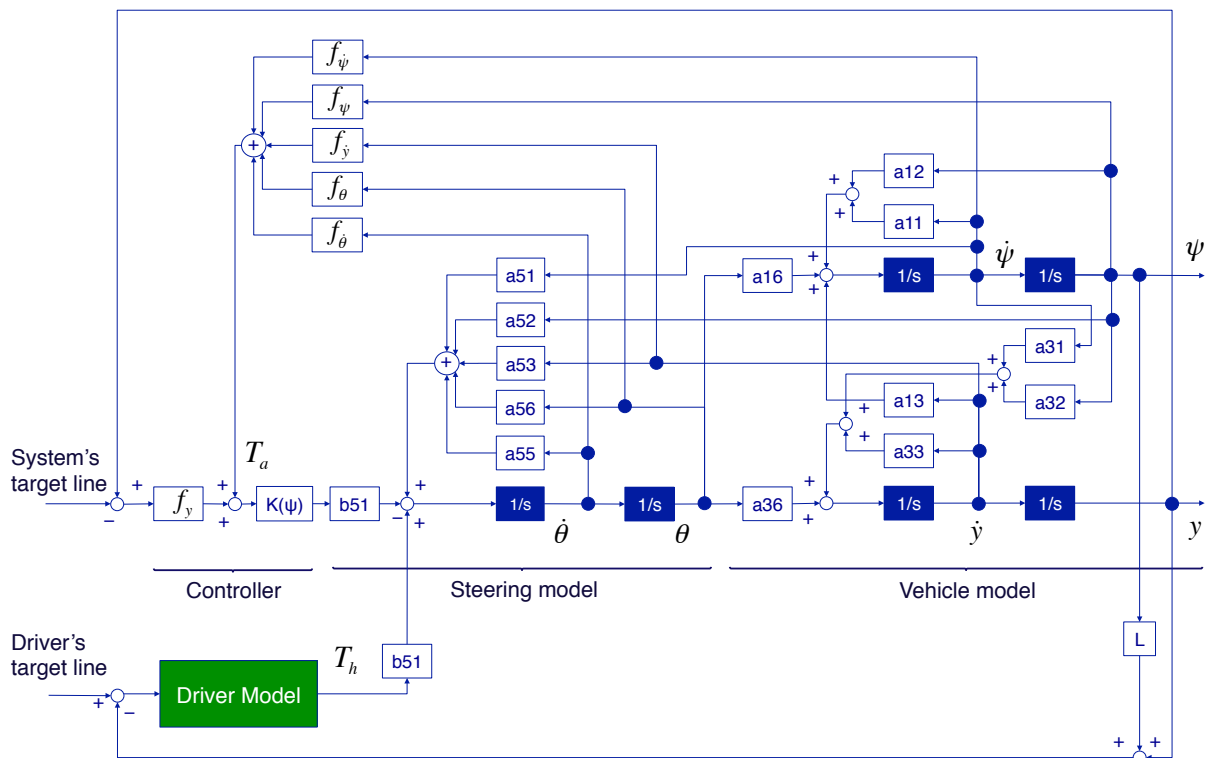 f_ψ̇
f_ψ
f_ẏ
f_θ
f_θ̇
+
a12
a11
+
+
a51
a52
a53
a56
a55
+
a16
+
+
1/s
ψ̇
1/s
ψ
a31
a32
+
+
a13
a33
+
+
System's
target line
+
−
f_y
T_a
+
+
K(ψ)
b51
+
−
+
1/s
θ̇
1/s
θ
a36
+
+
1/s
ẏ
1/s
y
Controller
Steering model
Vehicle model
Driver's
target line
+
−
Driver Model
T_h
b51
L
+
+